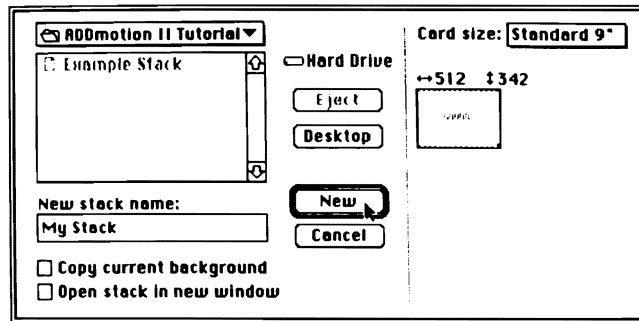 ADDmotion II Tutorial
Example Stack
Hard Drive
Eject
Desktop
New stack name:
My Stack
New
Cancel
Copy current background
Open stack in new window
Card size: Standard 9"
512 342